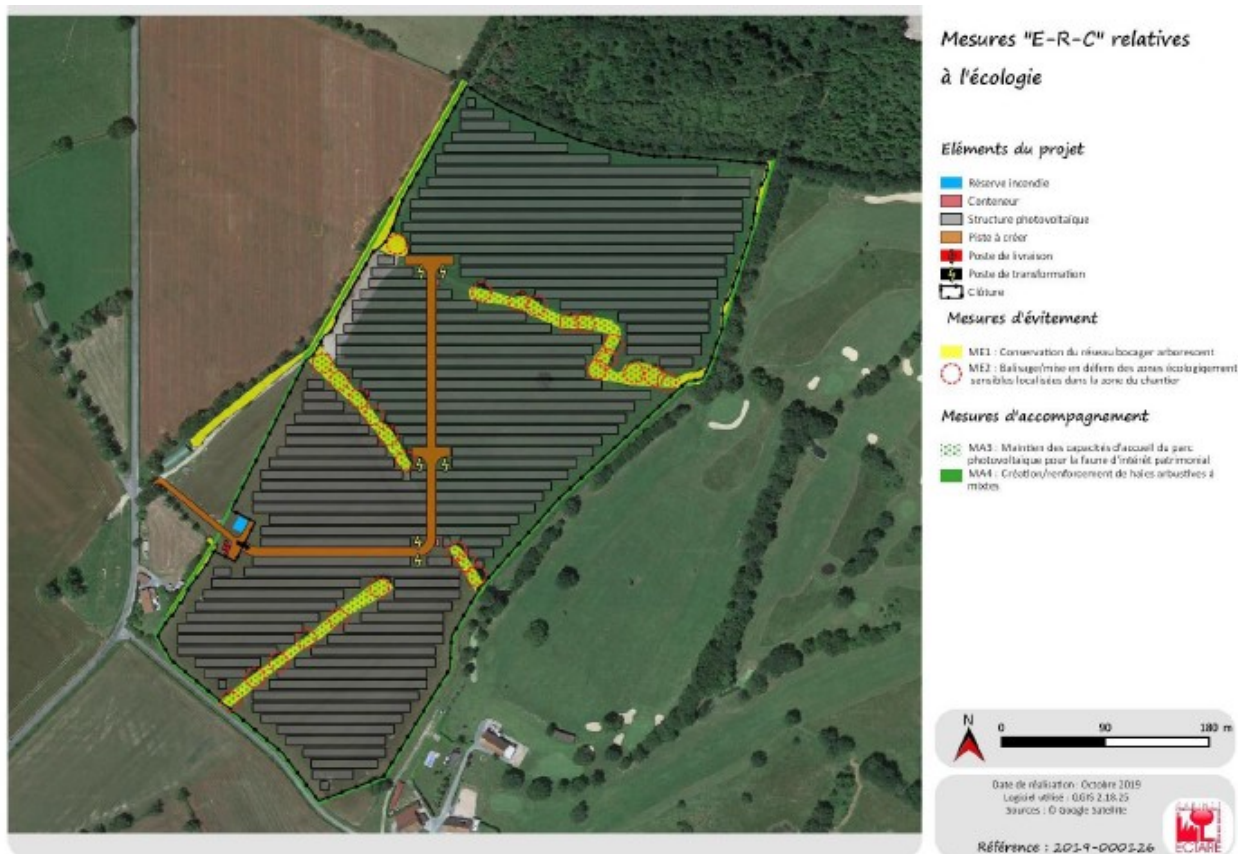 Mesures "E-R-C" relatives
à l'écologie
Eléments du projet
Réserve incendie
Conteneur
Structure photovoltaïque
Piste à créer
Poste de livraison
Poste de transformation
Clôture
Mesures d'évitement
ME1 : Conservation du réseau bocager arborescent
ME2 : Balisage/mise en défens des zones écologiquement
sensibles localisées dans la zone du chantier
Mesures d'accompagnement
MA3 : Maintien des capacités d'accueil du parc
photovoltaïque pour la faune d'intérêt patrimonial
MA4 : Création/renforcement de haies arbustives à
mixtes
N
0 90 180 m
Date de réalisation : Octobre 2019
Logiciel utilisé : QGIS 2.18.25
Sources : © Google Satellite
Référence : 2019-000126
ECTARE